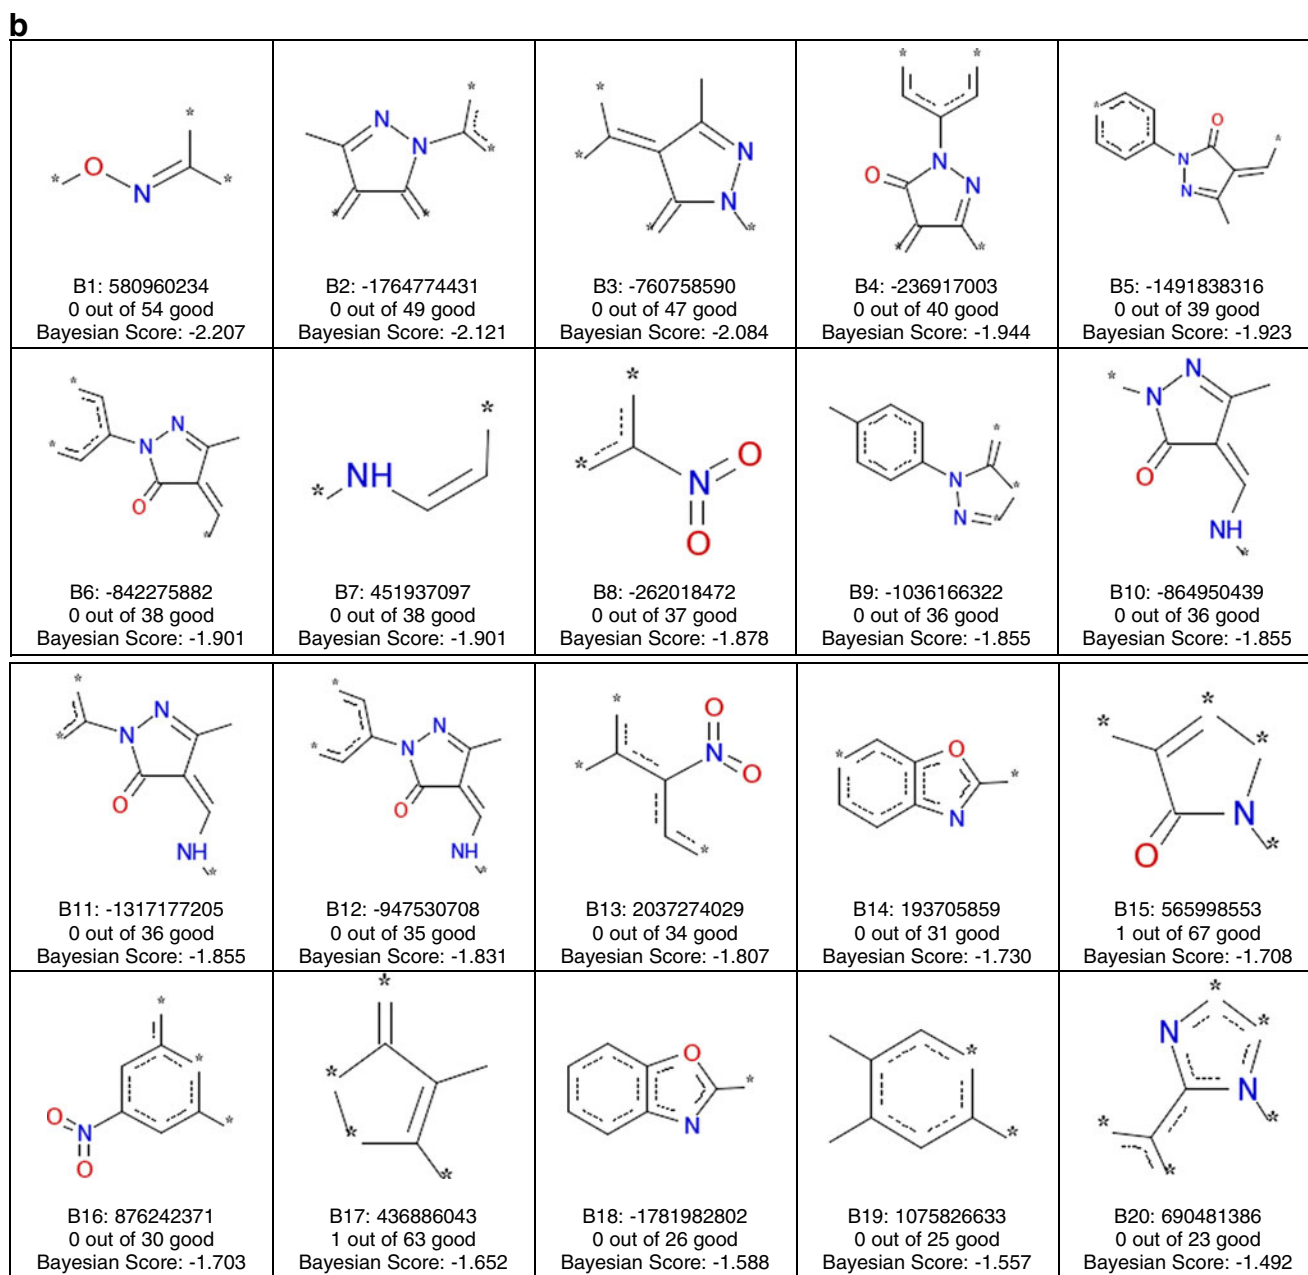 b
B1: 580960234
0 out of 54 good
Bayesian Score: -2.207
B2: -1764774431
0 out of 49 good
Bayesian Score: -2.121
B3: -760758590
0 out of 47 good
Bayesian Score: -2.084
B4: -236917003
0 out of 40 good
Bayesian Score: -1.944
B5: -1491838316
0 out of 39 good
Bayesian Score: -1.923
B6: -842275882
0 out of 38 good
Bayesian Score: -1.901
B7: 451937097
0 out of 38 good
Bayesian Score: -1.901
B8: -262018472
0 out of 37 good
Bayesian Score: -1.878
B9: -1036166322
0 out of 36 good
Bayesian Score: -1.855
B10: -864950439
0 out of 36 good
Bayesian Score: -1.855
B11: -1317177205
0 out of 36 good
Bayesian Score: -1.855
B12: -947530708
0 out of 35 good
Bayesian Score: -1.831
B13: 2037274029
0 out of 34 good
Bayesian Score: -1.807
B14: 193705859
0 out of 31 good
Bayesian Score: -1.730
B15: 565998553
1 out of 67 good
Bayesian Score: -1.708
B16: 876242371
0 out of 30 good
Bayesian Score: -1.703
B17: 436886043
1 out of 63 good
Bayesian Score: -1.652
B18: -1781982802
0 out of 26 good
Bayesian Score: -1.588
B19: 1075826633
0 out of 25 good
Bayesian Score: -1.557
B20: 690481386
0 out of 23 good
Bayesian Score: -1.492